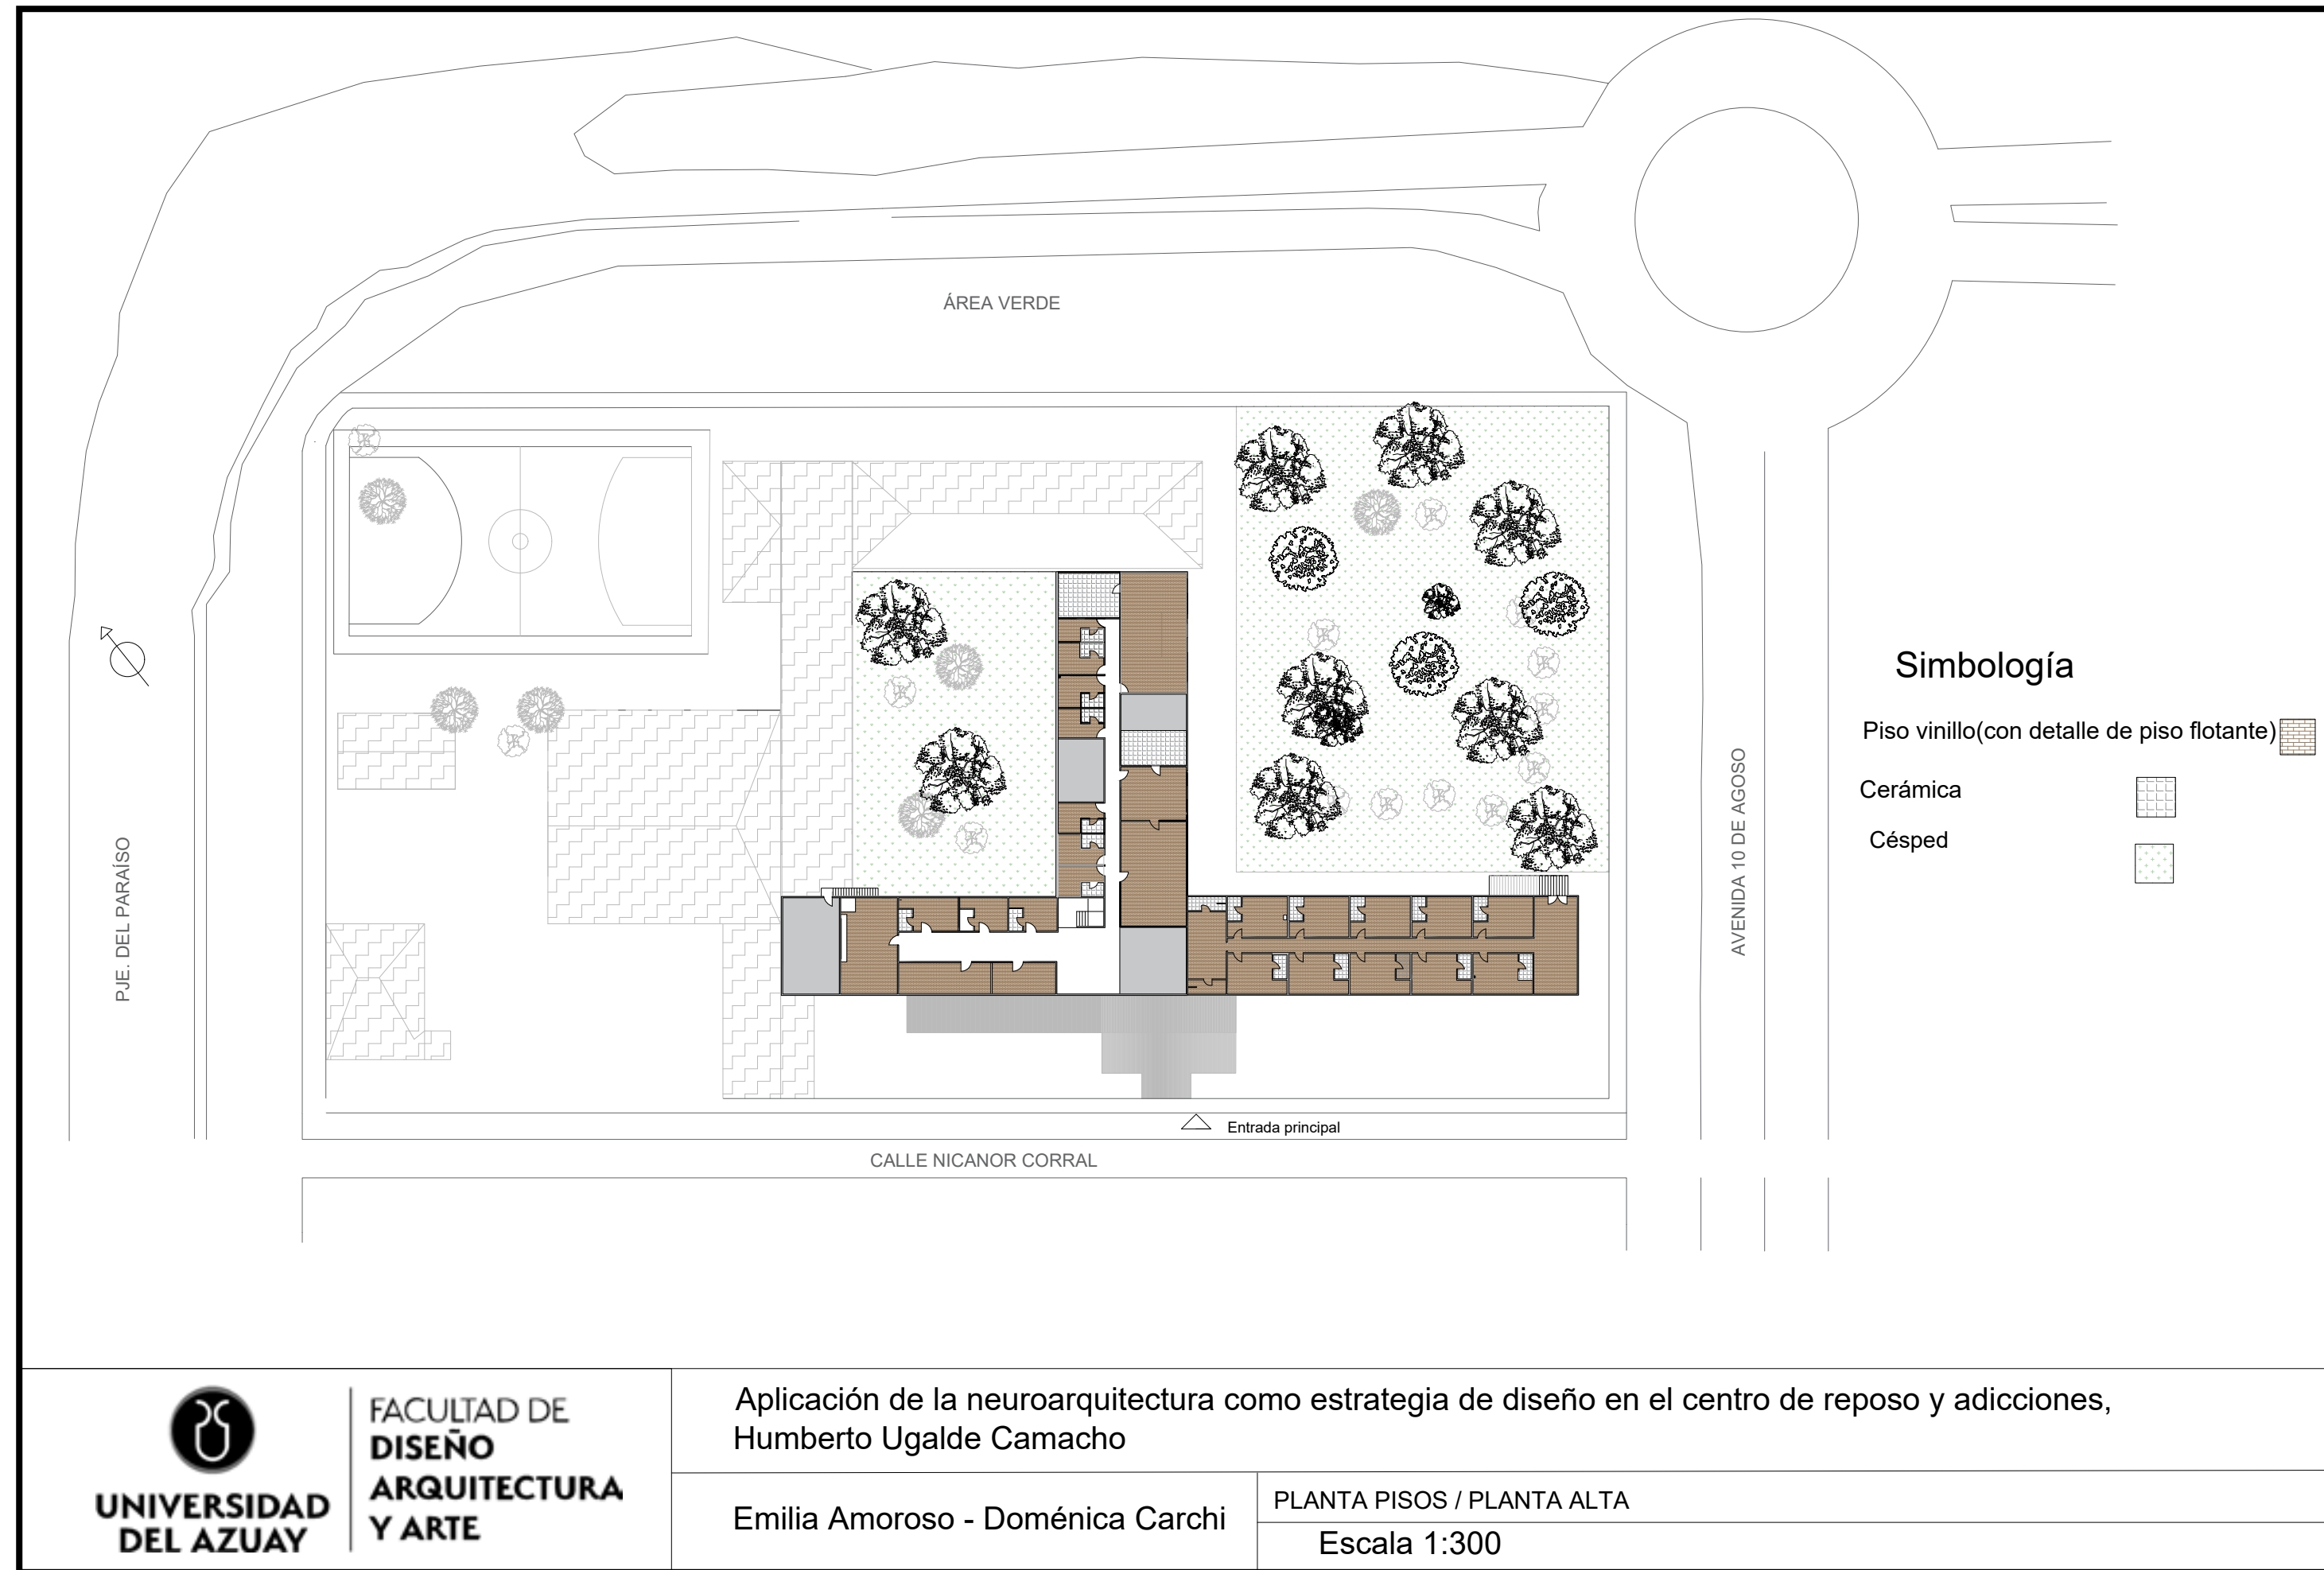 ÁREA VERDE
Simbología
Piso vinillo(con detalle de piso flotante)
Cerámica
Césped
PJE. DEL PARAÍSO
AVENIDA 10 DE AGOSO
Entrada principal
CALLE NICANOR CORRAL
UNIVERSIDAD
DEL AZUAY
FACULTAD DE
DISEÑO
ARQUITECTURA
Y ARTE
Aplicación de la neuroarquitectura como estrategia de diseño en el centro de reposo y adicciones,
Humberto Ugalde Camacho
Emilia Amoroso - Doménica Carchi
PLANTA PISOS / PLANTA ALTA
Escala 1:300